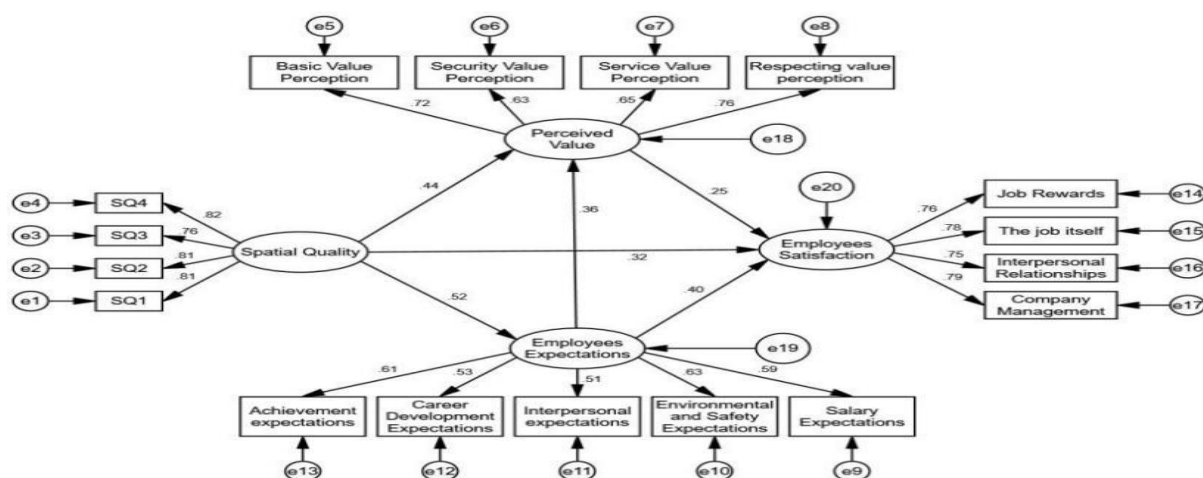 e5
e6
e7
e8
Basic Value
Perception
Security Value
Perception
Service Value
Perception
Respecting value
perception
.72
.63
.65
.76
Perceived
Value
e18
.44
.36
.25
e20
e4
SQ4
.82
e3
SQ3
.76
e2
SQ2
.81
e1
SQ1
.81
Spatial Quality
.32
Employees
Satisfaction
.76
Job Rewards
e14
.78
The job itself
e15
.75
Interpersonal
Relationships
e16
.79
Company
Management
e17
.52
.40
Employees
Expectations
e19
.61
.53
.51
.63
.59
Achievement
expectations
Career
Development
Expectations
Interpersonal
expectations
Environmental
and Safety
Expectations
Salary
Expectations
e13
e12
e11
e10
e9